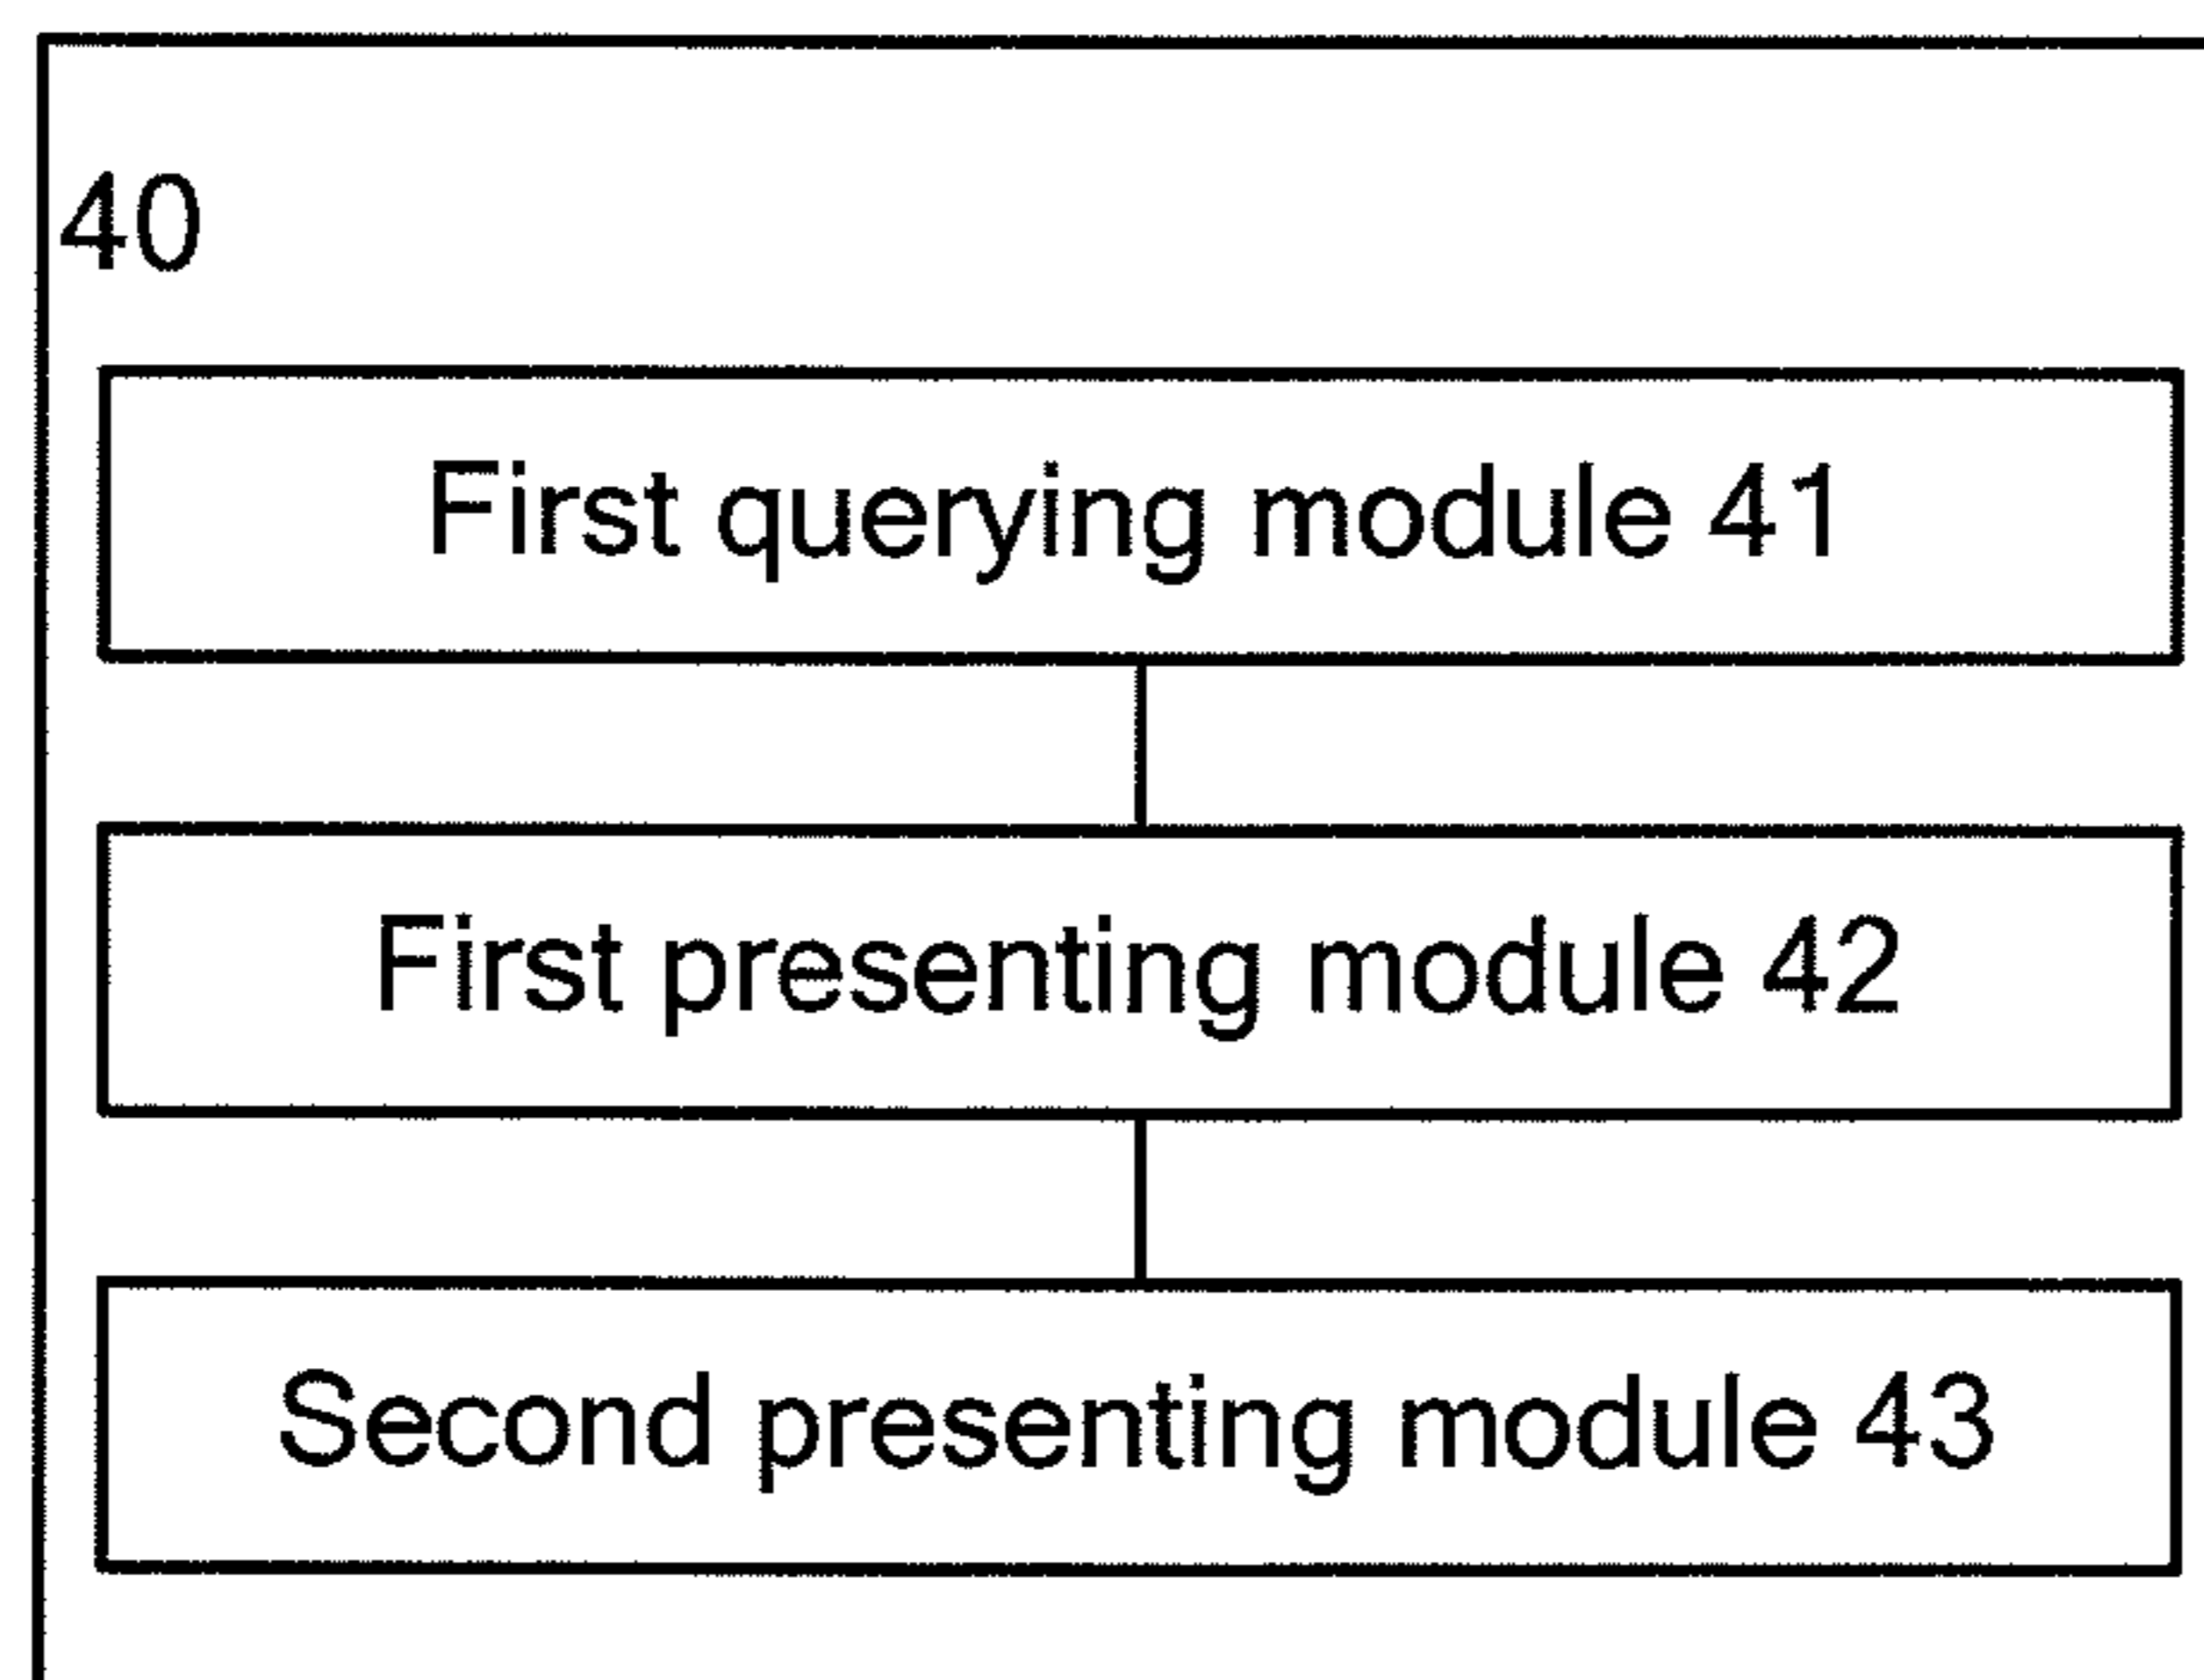 40
First querying module 41
First presenting module 42
Second presenting module 43